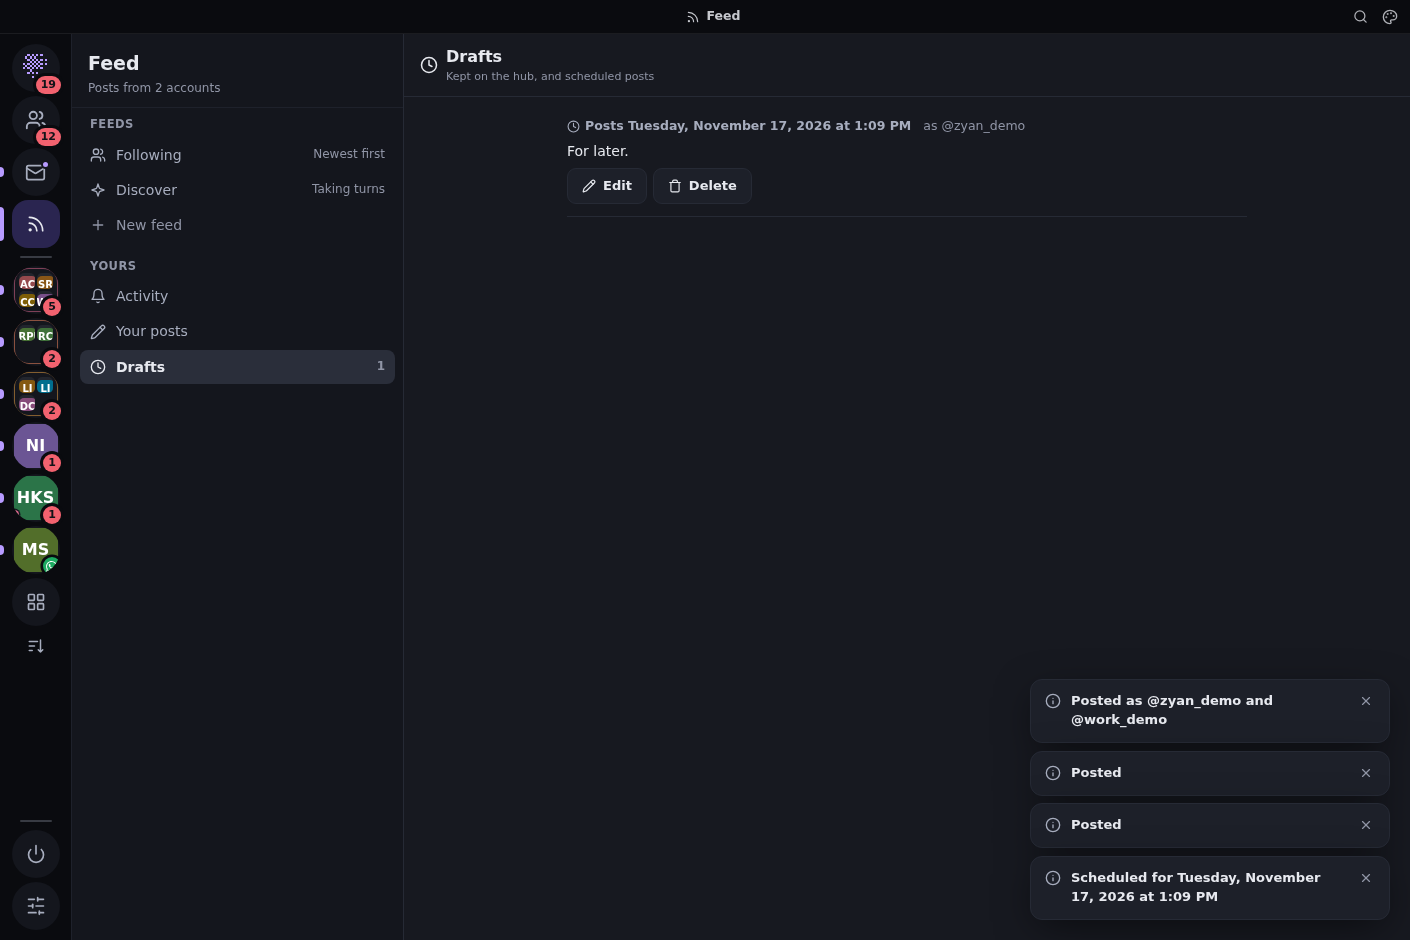 Feed
19
12
5
2
2
1
1
AC SR
CC
RP RC
LI LI
DC
NI
HKS
MS
Feed
Posts from 2 accounts
FEEDS
Following Newest first
Discover Taking turns
New feed
YOURS
Activity
Your posts
Drafts 1
Drafts
Kept on the hub, and scheduled posts
Posts Tuesday, November 17, 2026 at 1:09 PM as @zyan_demo
For later.
Edit Delete
Posted as @zyan_demo and
@work_demo
Posted
Posted
Scheduled for Tuesday, November
17, 2026 at 1:09 PM